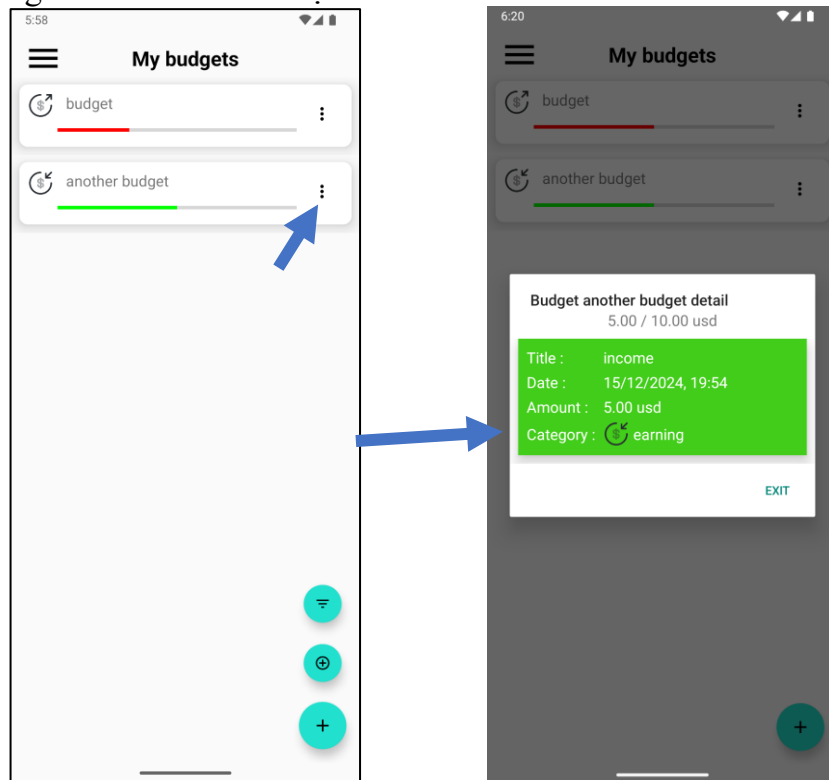 5:58
My budgets
budget
another budget
6:20
My budgets
budget
another budget
Budget another budget detail
5.00 / 10.00 usd
Title : income
Date : 15/12/2024, 19:54
Amount : 5.00 usd
Category : earning
EXIT